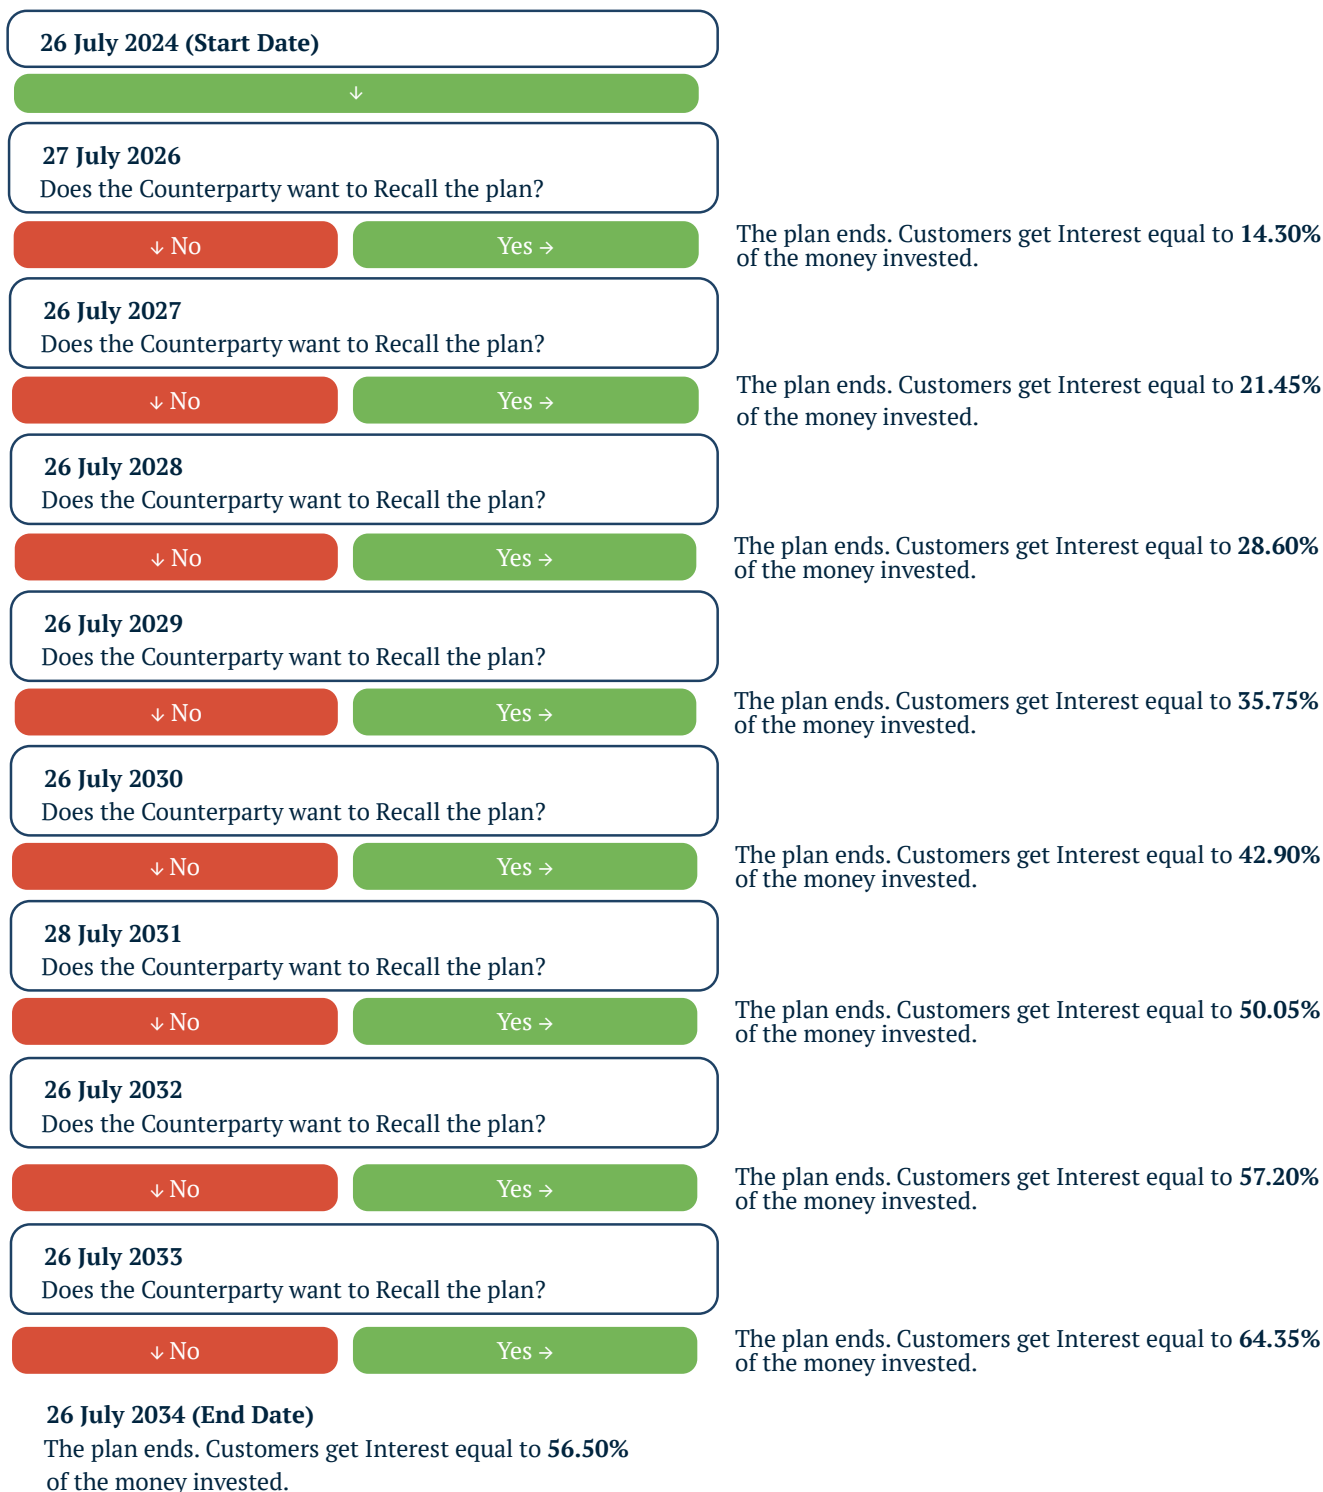 26 July 2024 (Start Date)
↓
27 July 2026
Does the Counterparty want to Recall the plan?
↓ No
Yes →
The plan ends. Customers get Interest equal to 14.30%
of the money invested.
26 July 2027
Does the Counterparty want to Recall the plan?
↓ No
Yes →
The plan ends. Customers get Interest equal to 21.45%
of the money invested.
26 July 2028
Does the Counterparty want to Recall the plan?
↓ No
Yes →
The plan ends. Customers get Interest equal to 28.60%
of the money invested.
26 July 2029
Does the Counterparty want to Recall the plan?
↓ No
Yes →
The plan ends. Customers get Interest equal to 35.75%
of the money invested.
26 July 2030
Does the Counterparty want to Recall the plan?
↓ No
Yes →
The plan ends. Customers get Interest equal to 42.90%
of the money invested.
28 July 2031
Does the Counterparty want to Recall the plan?
↓ No
Yes →
The plan ends. Customers get Interest equal to 50.05%
of the money invested.
26 July 2032
Does the Counterparty want to Recall the plan?
↓ No
Yes →
The plan ends. Customers get Interest equal to 57.20%
of the money invested.
26 July 2033
Does the Counterparty want to Recall the plan?
↓ No
Yes →
The plan ends. Customers get Interest equal to 64.35%
of the money invested.
26 July 2034 (End Date)
The plan ends. Customers get Interest equal to 56.50%
of the money invested.